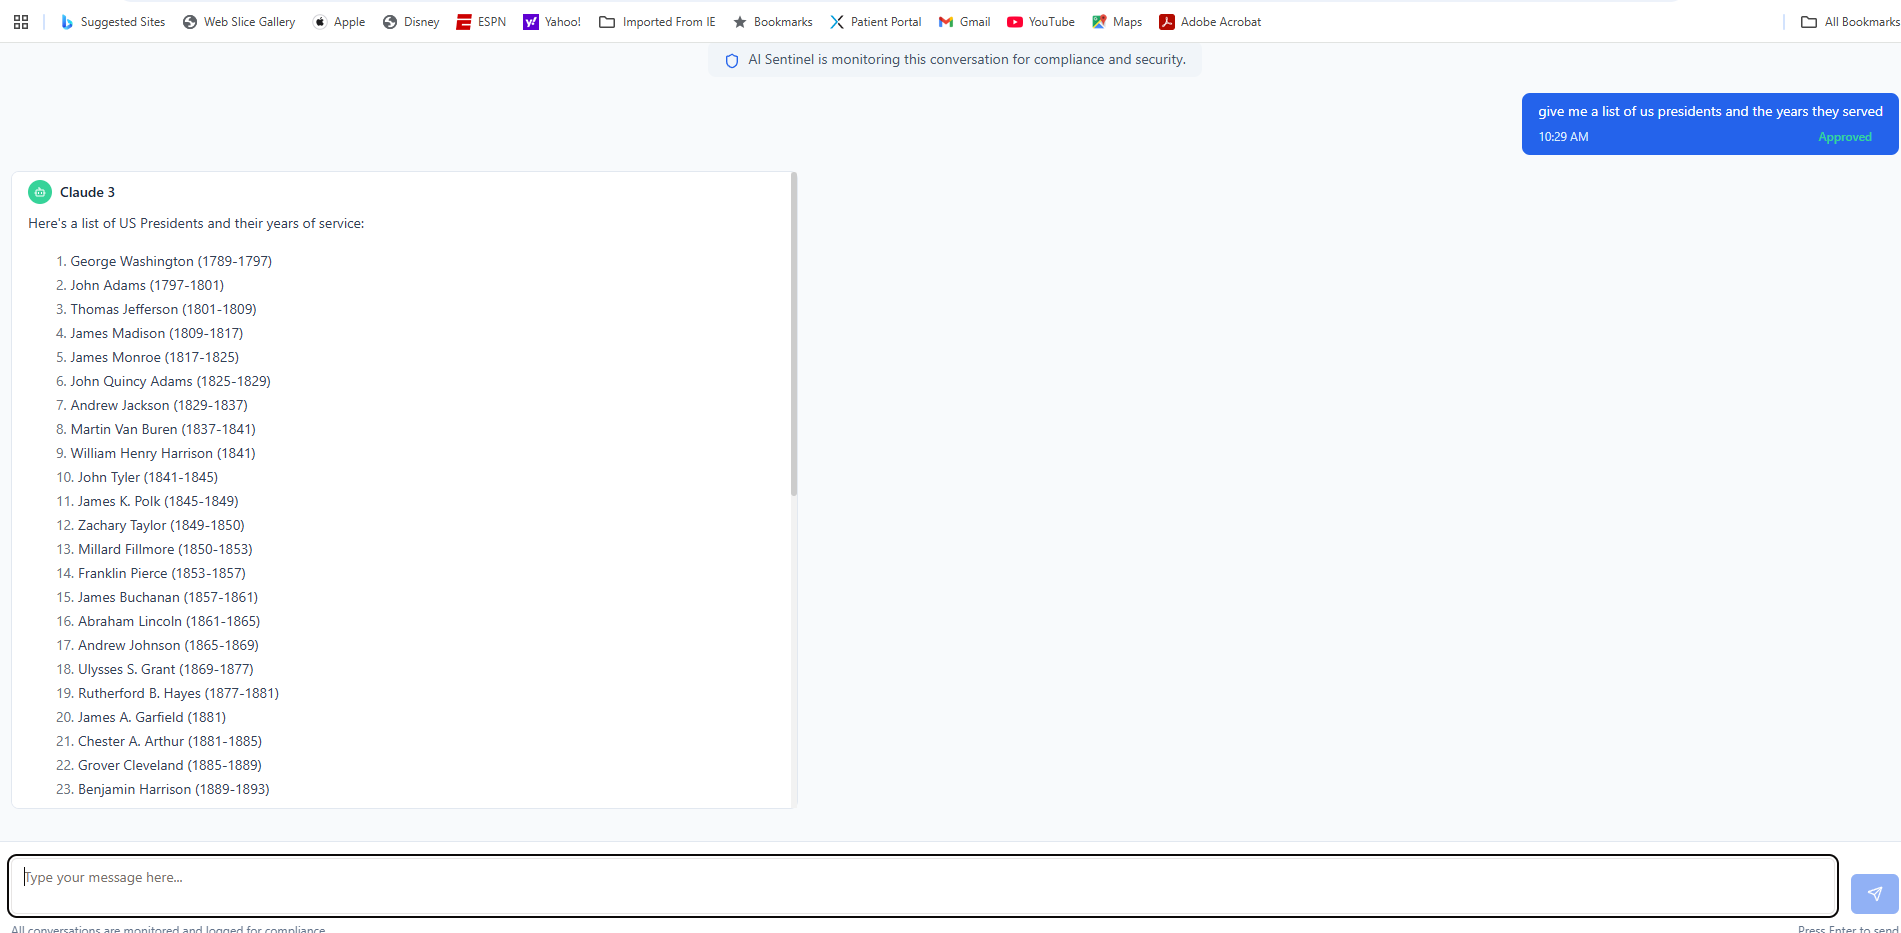 Suggested Sites Web Slice Gallery Apple Disney ESPN Yahoo! Imported From IE Bookmarks Patient Portal Gmail YouTube Maps Adobe Acrobat All Bookmarks
AI Sentinel is monitoring this conversation for compliance and security.
give me a list of us presidents and the years they served
10:29 AM Approved
Claude 3
Here's a list of US Presidents and their years of service:
1. George Washington (1789-1797)
2. John Adams (1797-1801)
3. Thomas Jefferson (1801-1809)
4. James Madison (1809-1817)
5. James Monroe (1817-1825)
6. John Quincy Adams (1825-1829)
7. Andrew Jackson (1829-1837)
8. Martin Van Buren (1837-1841)
9. William Henry Harrison (1841)
10. John Tyler (1841-1845)
11. James K. Polk (1845-1849)
12. Zachary Taylor (1849-1850)
13. Millard Fillmore (1850-1853)
14. Franklin Pierce (1853-1857)
15. James Buchanan (1857-1861)
16. Abraham Lincoln (1861-1865)
17. Andrew Johnson (1865-1869)
18. Ulysses S. Grant (1869-1877)
19. Rutherford B. Hayes (1877-1881)
20. James A. Garfield (1881)
21. Chester A. Arthur (1881-1885)
22. Grover Cleveland (1885-1889)
23. Benjamin Harrison (1889-1893)
Type your message here...
All conversations are monitored and logged for compliance
Press Enter to send